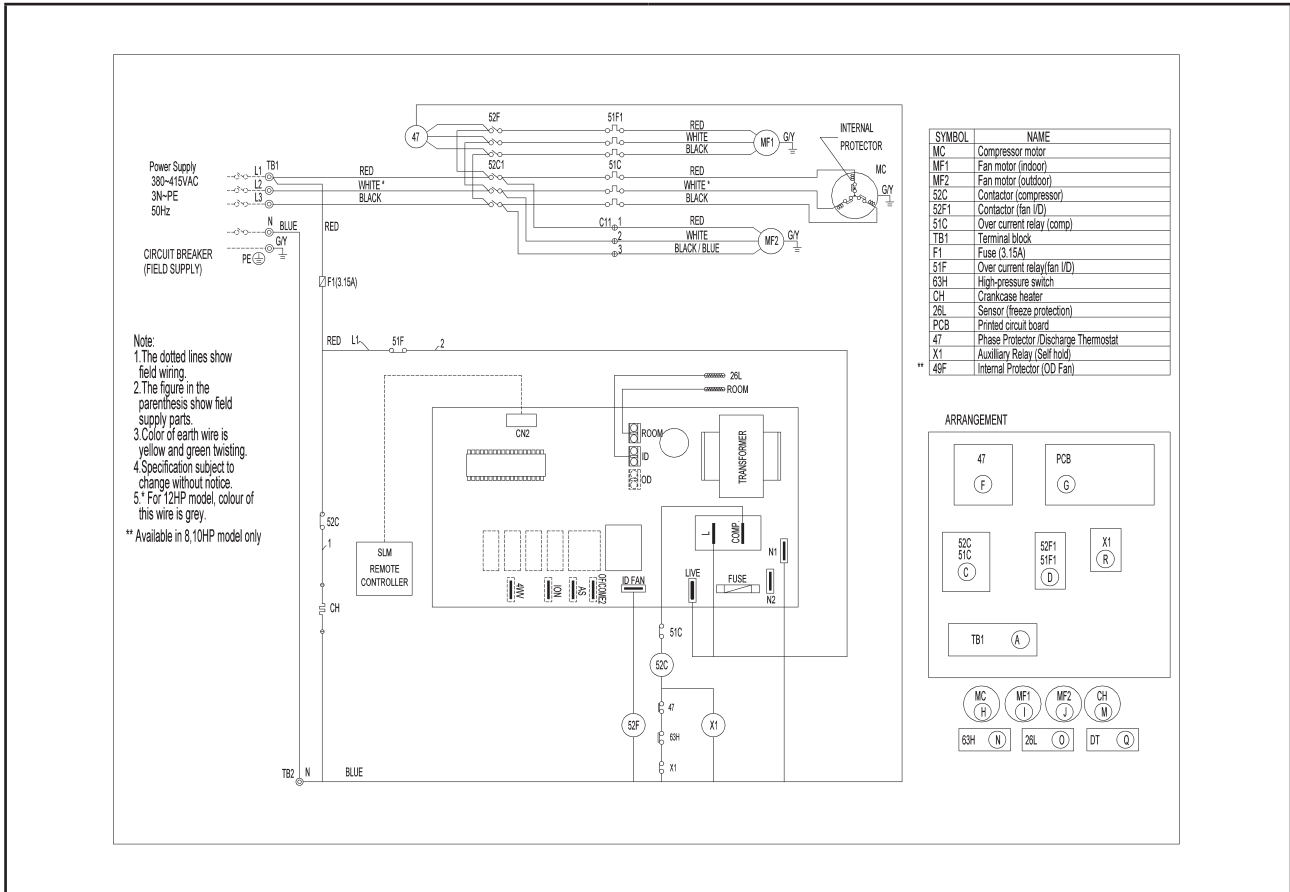 47
52F
51F1
RED
WHITE
BLACK
MF1
G/Y
INTERNAL
PROTECTOR
MC
G/Y
Power Supply
380~415VAC
3N~PE
50Hz
L1 TB1
L2
L3
N
BLUE
G/Y
PE
CIRCUIT BREAKER
(FIELD SUPPLY)
RED
WHITE *
BLACK
RED
52C1
51C
RED
WHITE *
BLACK
C11 1
2
3
RED
WHITE
BLACK / BLUE
MF2
G/Y
F1(3.15A)
RED L1 51F 2
Note:
1.The dotted lines show
field wiring.
2.The figure in the
parenthesis show field
supply parts.
3.Color of earth wire is
yellow and green twisting.
4.Specification subject to
change without notice.
5.* For 12HP model, colour of
this wire is grey.
** Available in 8,10HP model only
52C
1
CH
SLM
REMOTE
CONTROLLER
CN2
26L
ROOM
ROOM
ID
OD
TRANSFORMER
L
COMP.
N1
N2
LIVE
FUSE
4WV
ION
AS
OF/COME2
ID FAN
51C
52C
47
63H
X1
52F
X1
TB2 N BLUE
SYMBOL NAME
MC Compressor motor
MF1 Fan motor (indoor)
MF2 Fan motor (outdoor)
52C Contactor (compressor)
52F1 Contactor (fan I/D)
51C Over current relay (comp)
TB1 Terminal block
F1 Fuse (3.15A)
51F Over current relay(fan I/D)
63H High-pressure switch
CH Crankcase heater
26L Sensor (freeze protection)
PCB Printed circuit board
47 Phase Protector /Discharge Thermostat
X1 Auxilliary Relay (Self hold)
** 49F Internal Protector (OD Fan)
ARRANGEMENT
47
F
PCB
G
52C
51C
C
52F1
51F1
D
X1
R
TB1 A
MC
H
MF1
I
MF2
J
CH
M
63H N
26L O
DT Q